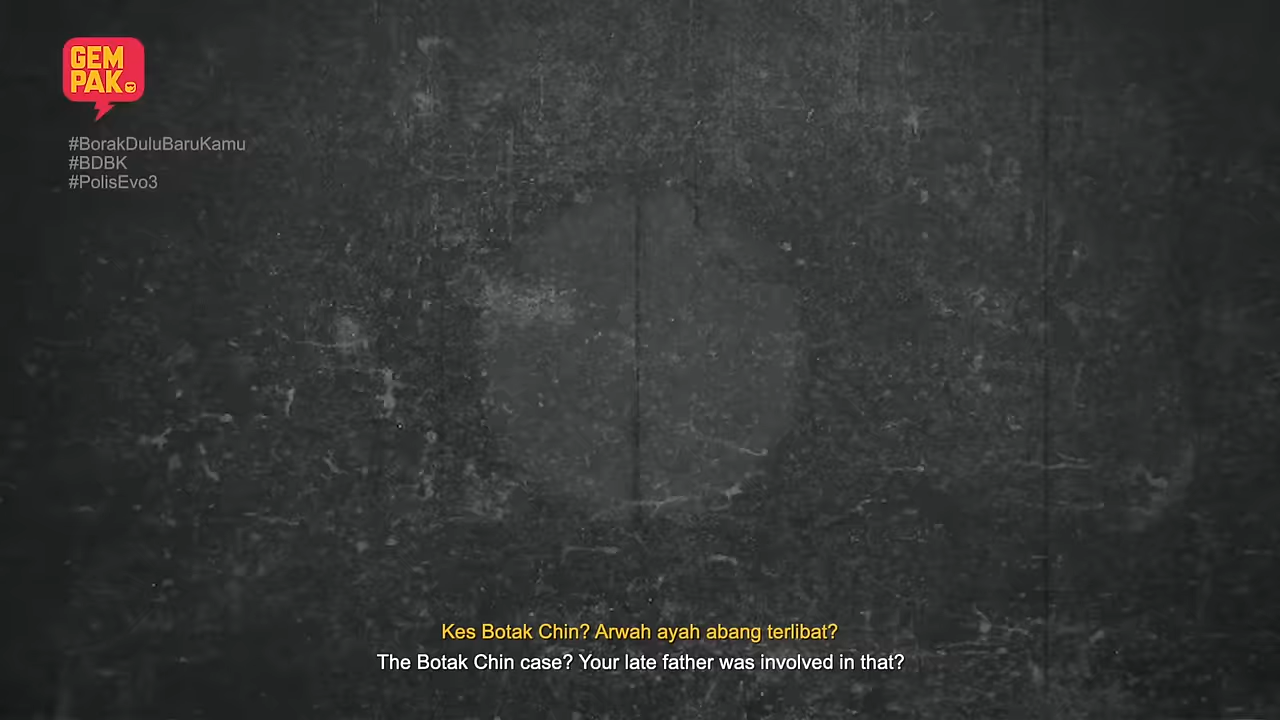 GEM
PAK
#BorakDuluBaruKamu
#BDBK
#PolisEvo3
Kes Botak Chin? Arwah ayah abang terlibat?
The Botak Chin case? Your late father was involved in that?